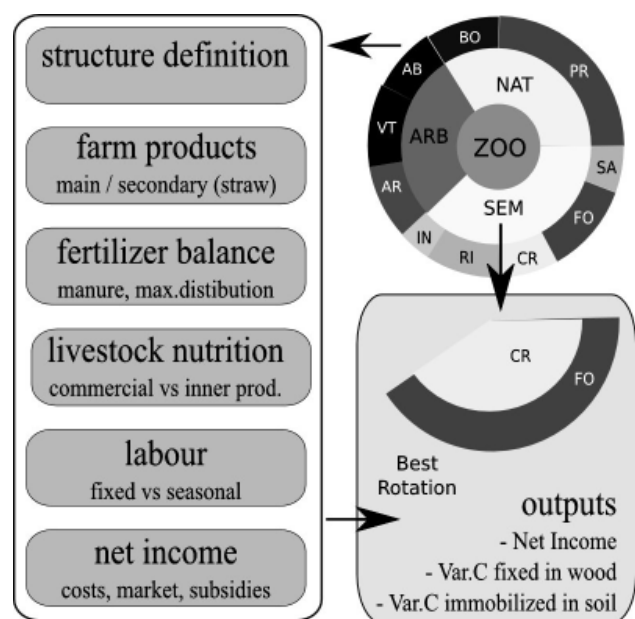 structure definition
farm products
main / secondary (straw)
fertilizer balance
manure, max.distibution
livestock nutrition
commercial vs inner prod.
labour
fixed vs seasonal
net income
costs, market, subsidies
BO
AB
PR
NAT
VT
ARB
ZOO
SA
AR
SEM
FO
IN
RI
CR
CR
FO
Best
Rotation
outputs
- Net Income
- Var.C fixed in wood
- Var.C immobilized in soil